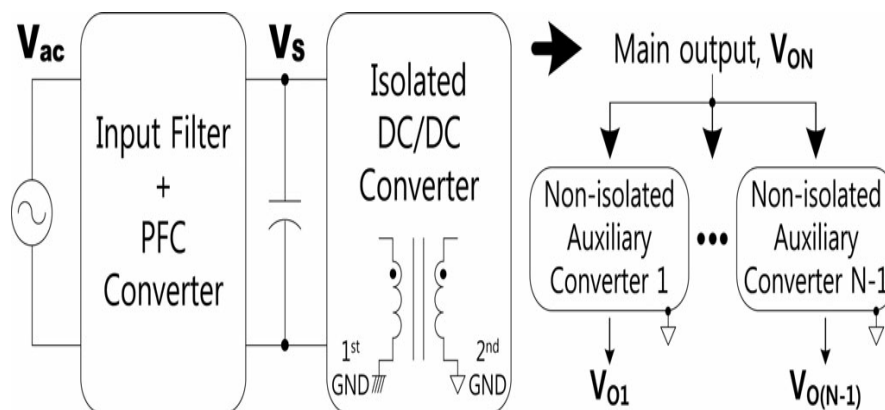 Vac
Input Filter
+
PFC
Converter
VS
Isolated
DC/DC
Converter
1st
GND
2nd
GND
Main output, VON
Non-isolated
Auxiliary
Converter 1
•••
Non-isolated
Auxiliary
Converter N-1
VO1
VO(N-1)